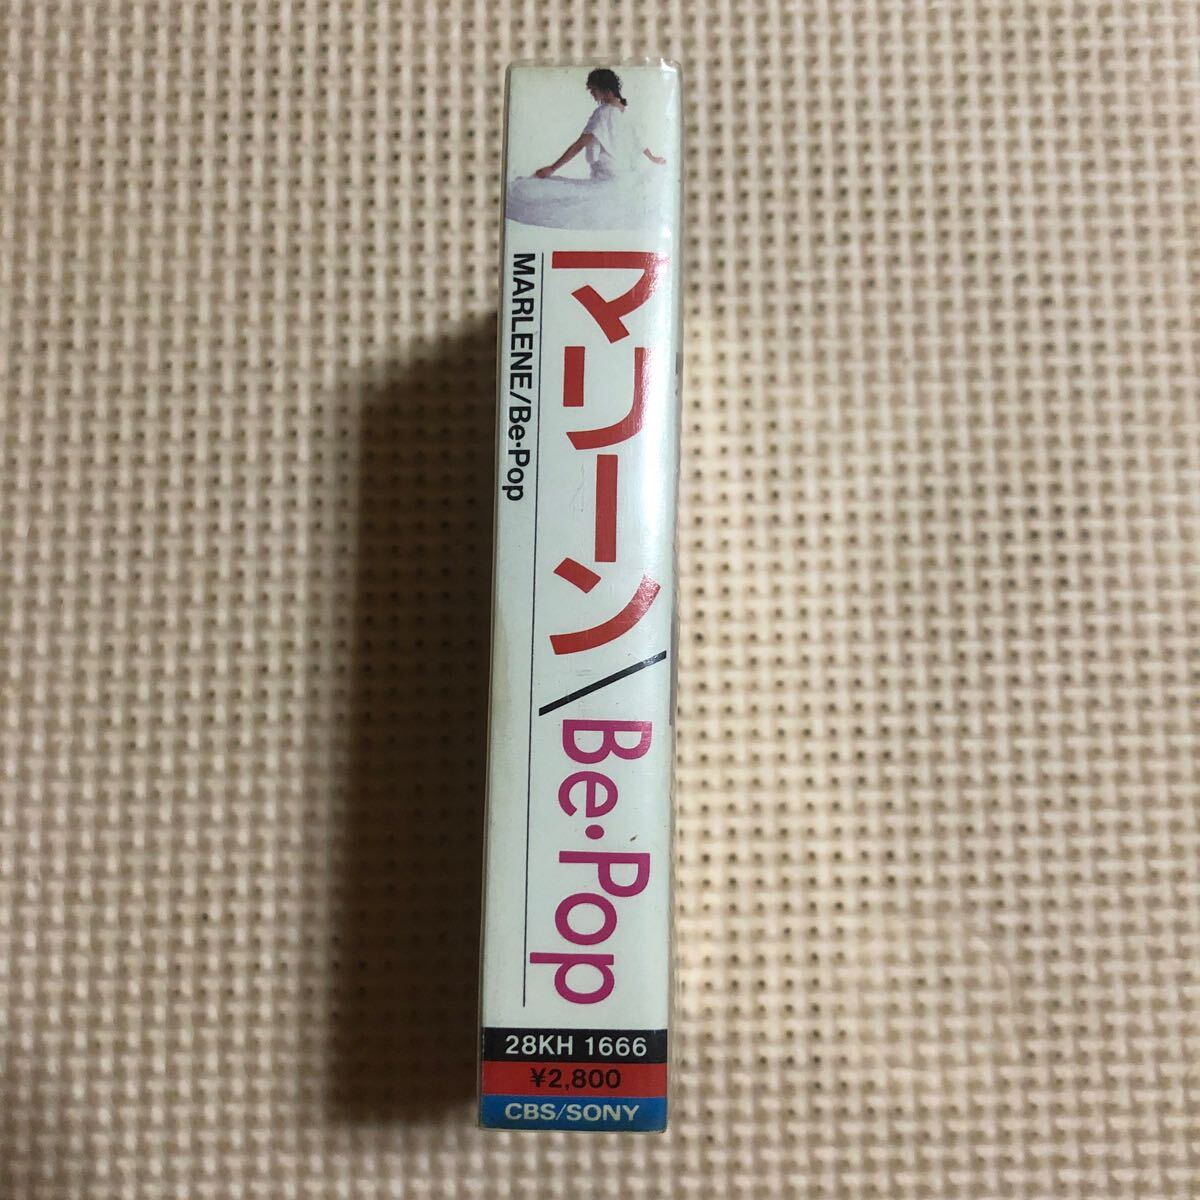 マリーン/Be·Pop
MARLENE/Be·Pop
28KH 1666
¥2,800
CBS/SONY